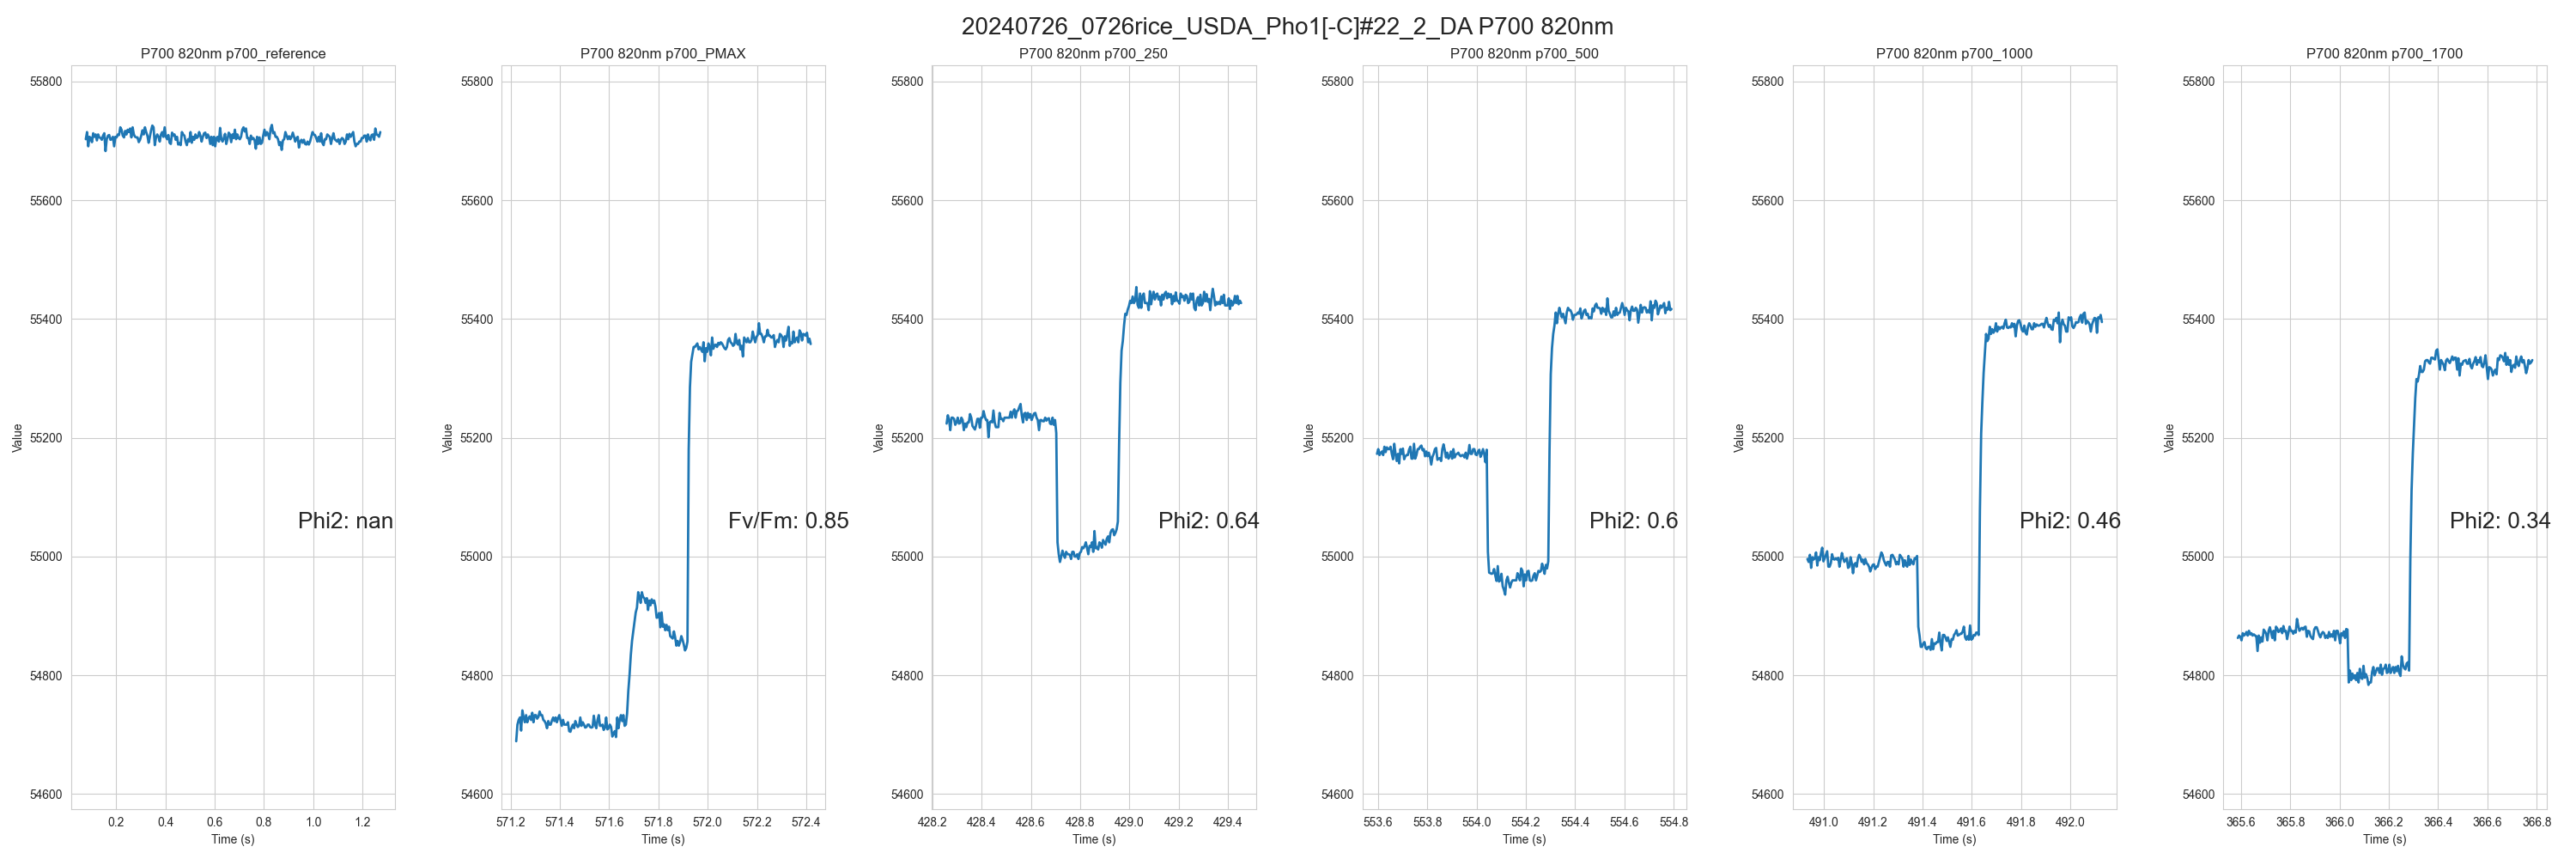 20240726_0726rice_USDA_Pho1[-C]#22_2_DA P700 820nm
P700 820nm p700_reference
55800
55600
55400
55200
55000
54800
54600
Value
Phi2: nan
0.2 0.4 0.6 0.8 1.0 1.2
Time (s)
P700 820nm p700_PMAX
55800
55600
55400
55200
55000
54800
54600
Value
Fv/Fm: 0.85
571.2 571.4 571.6 571.8 572.0 572.2 572.4
Time (s)
P700 820nm p700_250
55800
55600
55400
55200
55000
54800
54600
Value
Phi2: 0.64
428.2 428.4 428.6 428.8 429.0 429.2 429.4
Time (s)
P700 820nm p700_500
55800
55600
55400
55200
55000
54800
54600
Value
Phi2: 0.6
553.6 553.8 554.0 554.2 554.4 554.6 554.8
Time (s)
P700 820nm p700_1000
55800
55600
55400
55200
55000
54800
54600
Value
Phi2: 0.46
491.0 491.2 491.4 491.6 491.8 492.0
Time (s)
P700 820nm p700_1700
55800
55600
55400
55200
55000
54800
54600
Value
Phi2: 0.34
365.6 365.8 366.0 366.2 366.4 366.6 366.8
Time (s)